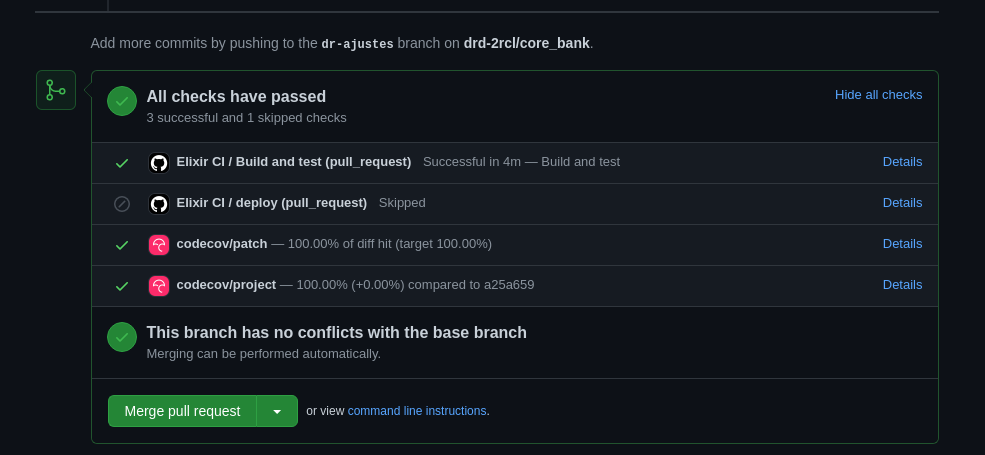 Add more commits by pushing to the dr-ajustes branch on drd-2rcl/core_bank.
All checks have passed
Hide all checks
3 successful and 1 skipped checks
Elixir CI / Build and test (pull_request) Successful in 4m — Build and test Details
Elixir CI / deploy (pull_request) Skipped Details
codecov/patch — 100.00% of diff hit (target 100.00%) Details
codecov/project — 100.00% (+0.00%) compared to a25a659 Details
This branch has no conflicts with the base branch
Merging can be performed automatically.
Merge pull request or view command line instructions.